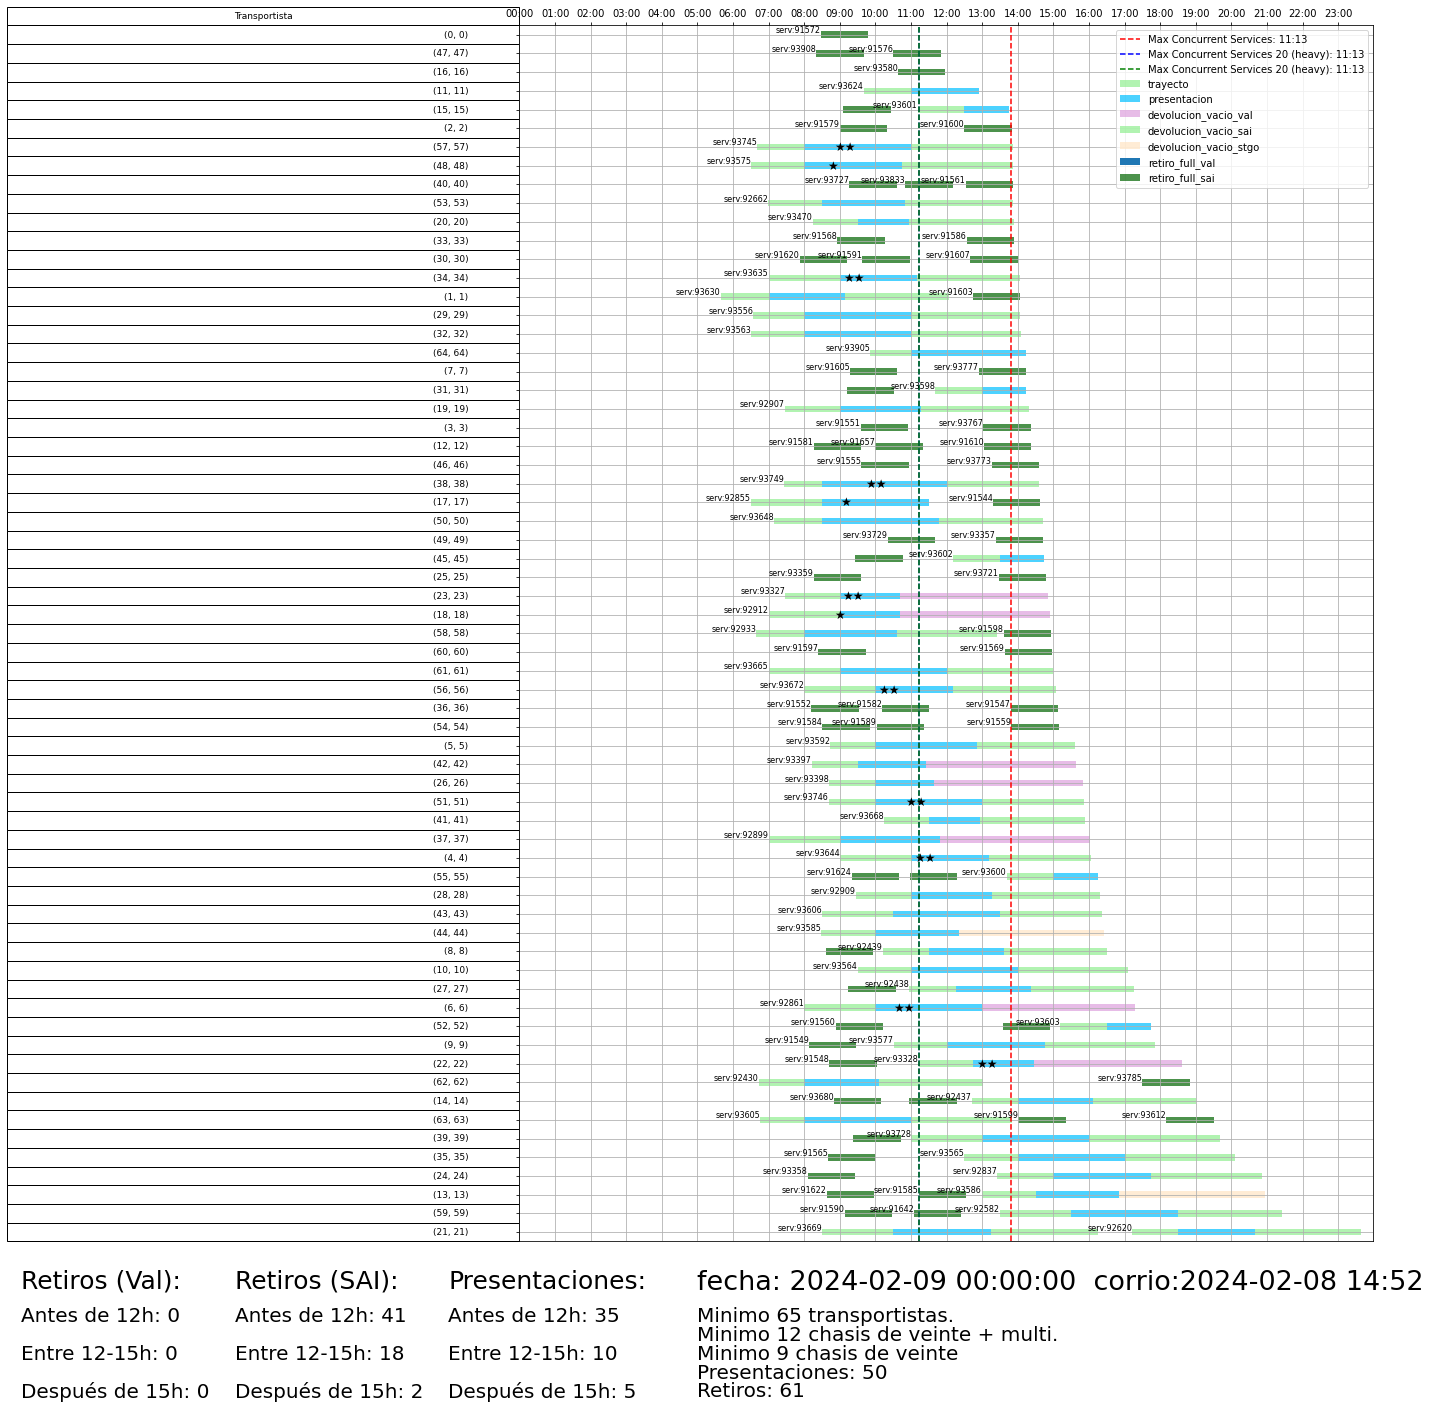 Transportista 00:00 01:00 02:00 03:00 04:00 05:00 06:00 07:00 08:00 09:00 10:00 11:00 12:00 13:00 14:00 15:00 16:00 17:00 18:00 19:00 20:00 21:00 22:00 23:00
Max Concurrent Services: 11:13
Max Concurrent Services 20 (heavy): 11:13
Max Concurrent Services 20 (heavy): 11:13
trayecto
presentacion
devolucion_vacio_val
devolucion_vacio_sai
devolucion_vacio_stgo
retiro_full_val
retiro_full_sai
(0, 0) serv:91572
(47, 47) serv:93908 serv:91576
(16, 16) serv:93580
(11, 11) serv:93624
(15, 15) serv:93601
(2, 2) serv:91579 serv:91600
(57, 57) serv:93745
(48, 48) serv:93575
(40, 40) serv:93727 serv:93833 serv:91561
(53, 53) serv:92662
(20, 20) serv:93470
(33, 33) serv:91568 serv:91586
(30, 30) serv:91620 serv:91591 serv:91607
(34, 34) serv:93635
(1, 1) serv:93630 serv:91603
(29, 29) serv:93556
(32, 32) serv:93563
(64, 64) serv:93905
(7, 7) serv:91605 serv:93777
(31, 31) serv:93598
(19, 19) serv:92907
(3, 3) serv:91551 serv:93767
(12, 12) serv:91581 serv:91657 serv:91610
(46, 46) serv:91555 serv:93773
(38, 38) serv:93749
(17, 17) serv:92855 serv:91544
(50, 50) serv:93648
(49, 49) serv:93729 serv:93357
(45, 45) serv:93602
(25, 25) serv:93359 serv:93721
(23, 23) serv:93327
(18, 18) serv:92912
(58, 58) serv:92933 serv:91598
(60, 60) serv:91597 serv:91569
(61, 61) serv:93665
(56, 56) serv:93672
(36, 36) serv:91552 serv:91582 serv:91547
(54, 54) serv:91584 serv:91589 serv:91559
(5, 5) serv:93592
(42, 42) serv:93397
(26, 26) serv:93398
(51, 51) serv:93746
(41, 41) serv:93668
(37, 37) serv:92899
(4, 4) serv:93644
(55, 55) serv:91624 serv:93600
(28, 28) serv:92909
(43, 43) serv:93606
(44, 44) serv:93585
(8, 8) serv:92439
(10, 10) serv:93564
(27, 27) serv:92438
(6, 6) serv:92861
(52, 52) serv:91560 serv:93603
(9, 9) serv:91549 serv:93577
(22, 22) serv:91548 serv:93328
(62, 62) serv:92430 serv:93785
(14, 14) serv:93680 serv:92437
(63, 63) serv:93605 serv:91599 serv:93612
(39, 39) serv:93728
(35, 35) serv:91565 serv:93565
(24, 24) serv:93358 serv:92837
(13, 13) serv:91622 serv:91585 serv:93586
(59, 59) serv:91590 serv:91642 serv:92582
(21, 21) serv:93669 serv:92620
Retiros (Val):
Antes de 12h: 0
Entre 12-15h: 0
Después de 15h: 0
Retiros (SAI):
Antes de 12h: 41
Entre 12-15h: 18
Después de 15h: 2
Presentaciones:
Antes de 12h: 35
Entre 12-15h: 10
Después de 15h: 5
fecha: 2024-02-09 00:00:00 corrio:2024-02-08 14:52
Minimo 65 transportistas.
Minimo 12 chasis de veinte + multi.
Minimo 9 chasis de veinte
Presentaciones: 50
Retiros: 61